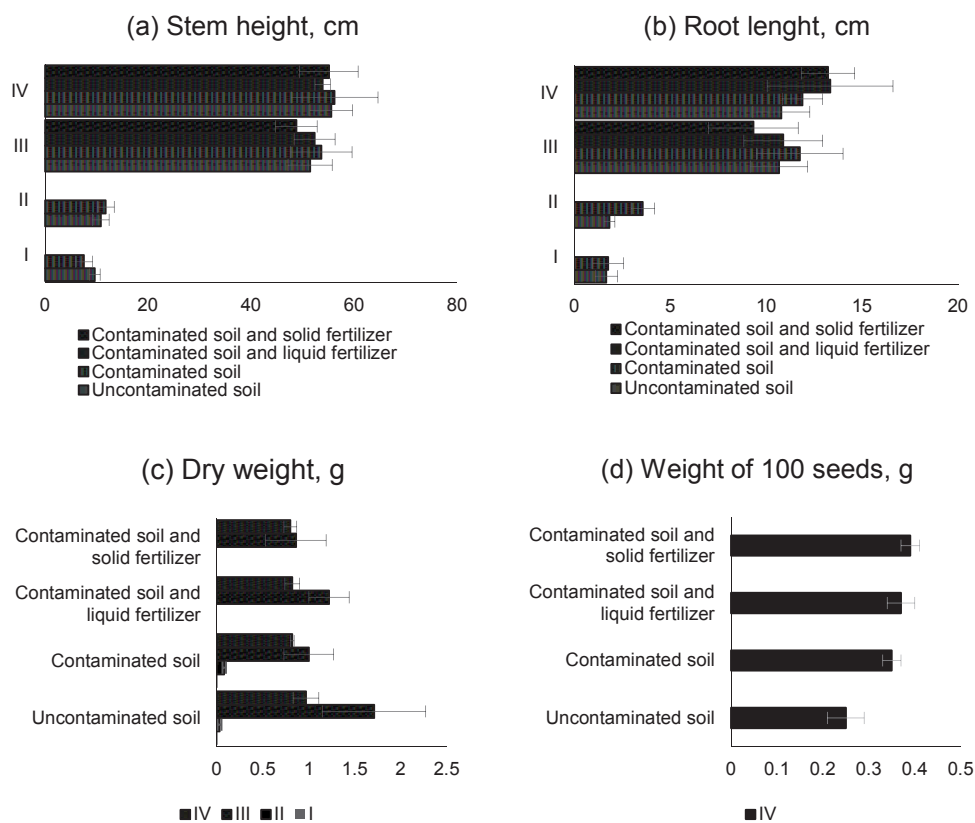 (a) Stem height, cm
IV
III
II
I
0 20 40 60 80
Contaminated soil and solid fertilizer
Contaminated soil and liquid fertilizer
Contaminated soil
Uncontaminated soil
(b) Root lenght, cm
IV
III
II
I
0 5 10 15 20
Contaminated soil and solid fertilizer
Contaminated soil and liquid fertilizer
Contaminated soil
Uncontaminated soil
(c) Dry weight, g
Contaminated soil and
solid fertilizer
Contaminated soil and
liquid fertilizer
Contaminated soil
Uncontaminated soil
0 0.5 1 1.5 2 2.5
IV III II I
(d) Weight of 100 seeds, g
Contaminated soil and
solid fertilizer
Contaminated soil and
liquid fertilizer
Contaminated soil
Uncontaminated soil
0 0.1 0.2 0.3 0.4 0.5
IV